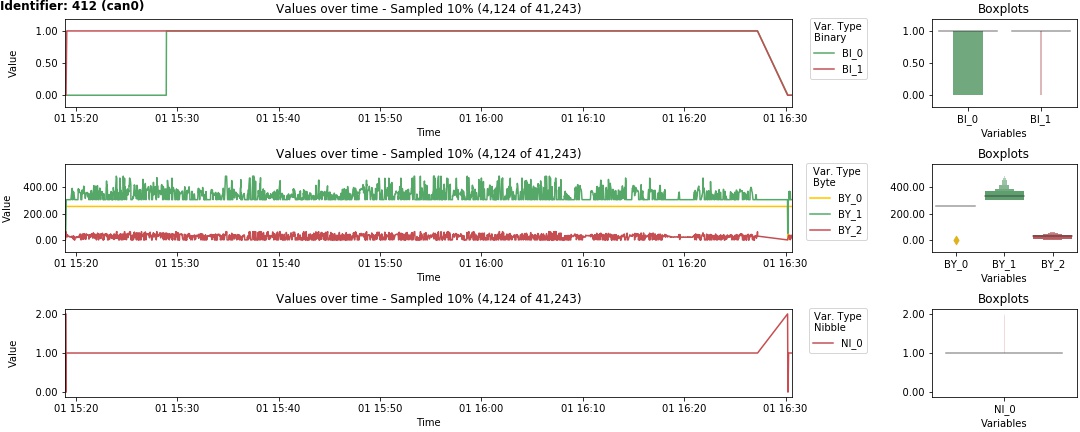 Identifier: 412 (can0)
Values over time - Sampled 10% (4,124 of 41,243)
Boxplots
Value
1.00
0.50
0.00
01 15:20 01 15:30 01 15:40 01 15:50 01 16:00 01 16:10 01 16:20 01 16:30
Time
Var. Type
Binary
BI_0
BI_1
1.00
0.50
0.00
BI_0 BI_1
Variables
Values over time - Sampled 10% (4,124 of 41,243)
Boxplots
Value
400.00
200.00
0.00
01 15:20 01 15:30 01 15:40 01 15:50 01 16:00 01 16:10 01 16:20 01 16:30
Time
Var. Type
Byte
BY_0
BY_1
BY_2
400.00
200.00
0.00
BY_0 BY_1 BY_2
Variables
Values over time - Sampled 10% (4,124 of 41,243)
Boxplots
Value
2.00
1.00
0.00
01 15:20 01 15:30 01 15:40 01 15:50 01 16:00 01 16:10 01 16:20 01 16:30
Time
Var. Type
Nibble
NI_0
2.00
1.00
0.00
NI_0
Variables